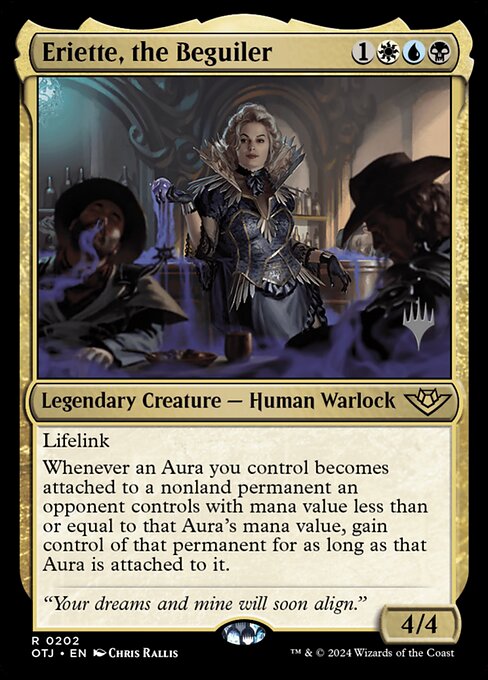 Eriette, the Beguiler 1
Legendary Creature — Human Warlock
Lifelink
Whenever an Aura you control becomes
attached to a nonland permanent an
opponent controls with mana value less than
or equal to that Aura's mana value, gain
control of that permanent for as long as that
Aura is attached to it.
“Your dreams and mine will soon align.”
4/4
R 0202
OTJ • EN Chris Rallis
™ & © 2024 Wizards of the Coast